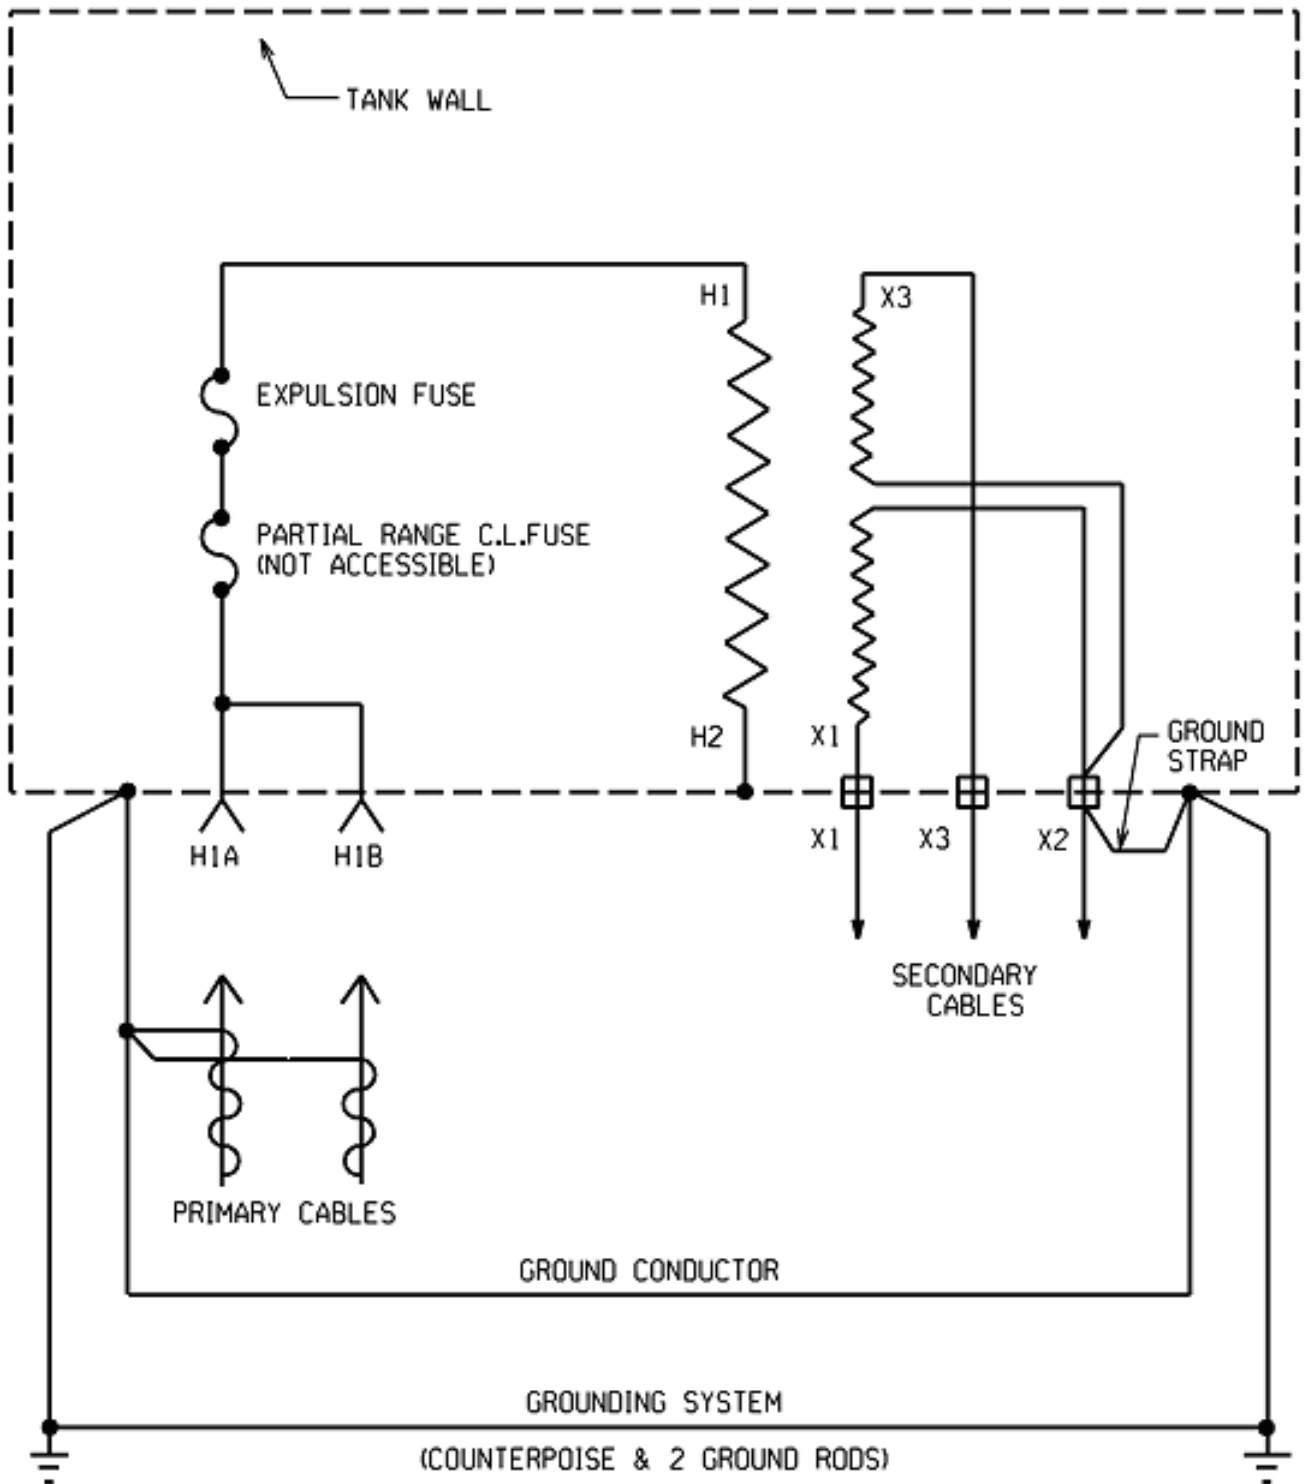 TANK WALL
H1
X3
EXPULSION FUSE
PARTIAL RANGE C.L.FUSE
(NOT ACCESSIBLE)
H2
X1
GROUND
STRAP
H1A
H1B
X1
X3
X2
SECONDARY
CABLES
PRIMARY CABLES
GROUND CONDUCTOR
GROUNDING SYSTEM
(COUNTERPOISE & 2 GROUND RODS)